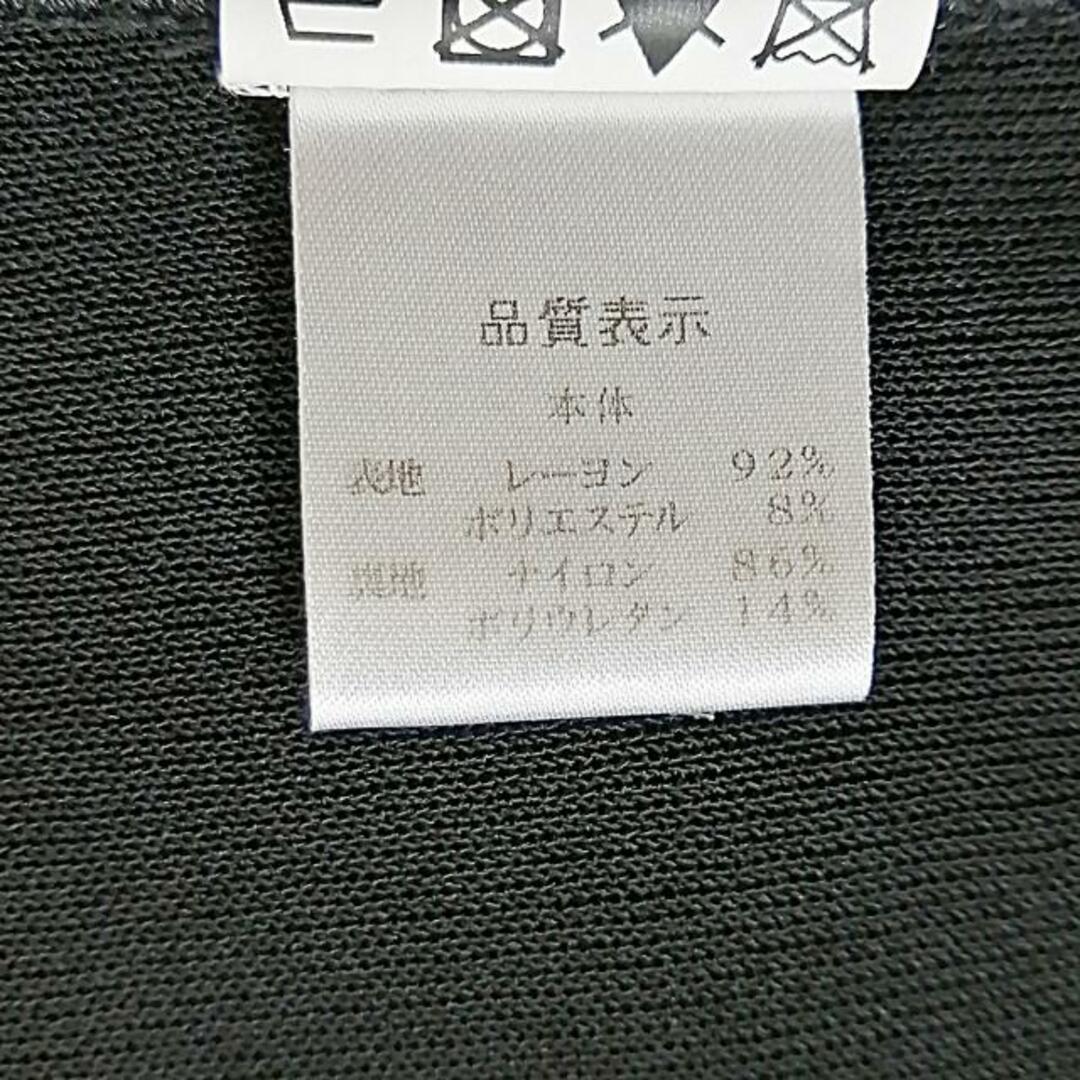 品質表示
本体
表地 レーヨン 92%
ポリエステル 8%
裏地 ナイロン 86%
ポリウレタン 14%